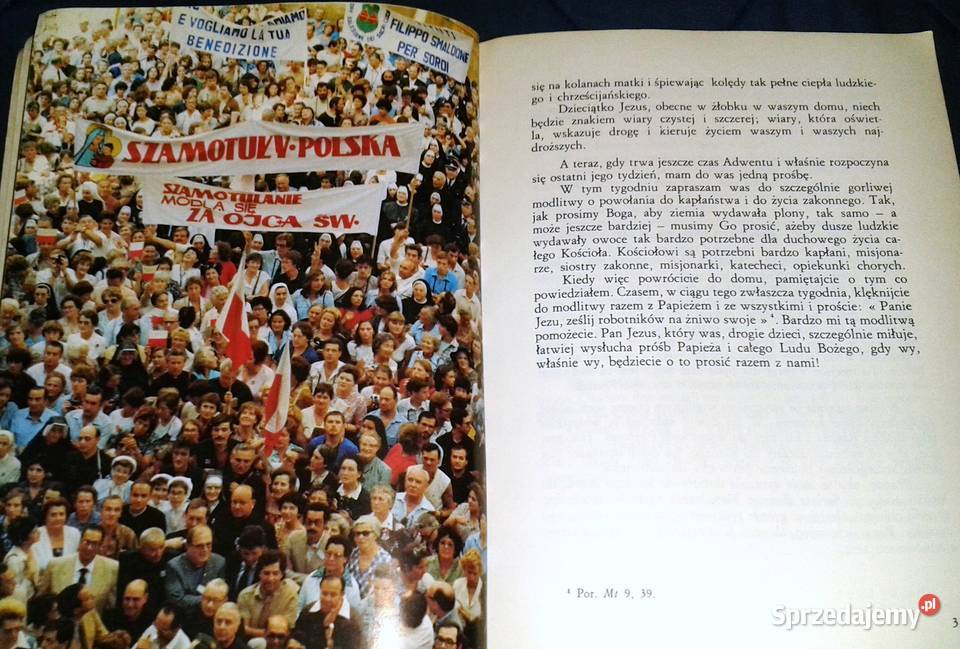 E VOGLIAMO LA TUA
BENEDIZIONE
FILIPPO SMALDONE
PER SORDI
SZAMOTUŁY·POLSKA
SZAMOTULANIE
MODLĄ SIĘ
ZA OJCA ŚW.
się na kolanach matki i śpiewając kolędy tak pełne ciepła ludzkie-
go i chrześcijańskiego.
Dzieciątko Jezus, obecne w żłobku w waszym domu, niech
będzie znakiem wiary czystej i szczerej; wiary, która oświet-
la, wskazuje drogę i kieruje życiem waszym i waszych naj-
droższych.
A teraz, gdy trwa jeszcze czas Adwentu i właśnie rozpoczyna
się ostatni jego tydzień, mam do was jedną prośbę.
W tym tygodniu zapraszam was do szczególnie gorliwej
modlitwy o powołania do kapłaństwa i do życia zakonnego. Tak,
jak prosimy Boga, aby ziemia wydawała plony, tak samo – a
może jeszcze bardziej – musimy Go prosić, ażeby dusze ludzkie
wydawały owoce tak bardzo potrzebne dla duchowego życia ca-
łego Kościoła. Kościołowi są potrzebni bardzo kapłani, misjona-
rze, siostry zakonne, misjonarki, katecheci, opiekunki chorych.
Kiedy więc powrócicie do domu, pamiętajcie o tym co
powiedziałem. Czasem, w ciągu tego zwłaszcza tygodnia, klęknijcie
do modlitwy razem z Papieżem i ze wszystkimi i proście: « Panie
Jezu, ześlij robotników na żniwo swoje » ⁴. Bardzo mi tą modlitwą
pomożecie. Pan Jezus, który was, drogie dzieci, szczególnie miłuje,
łatwiej wysłucha próśb Papieża i całego Ludu Bożego, gdy wy,
właśnie wy, będziecie o to prosić razem z nami!
⁴ Por. Mt 9, 39.
Sprzedajemy.pl
3